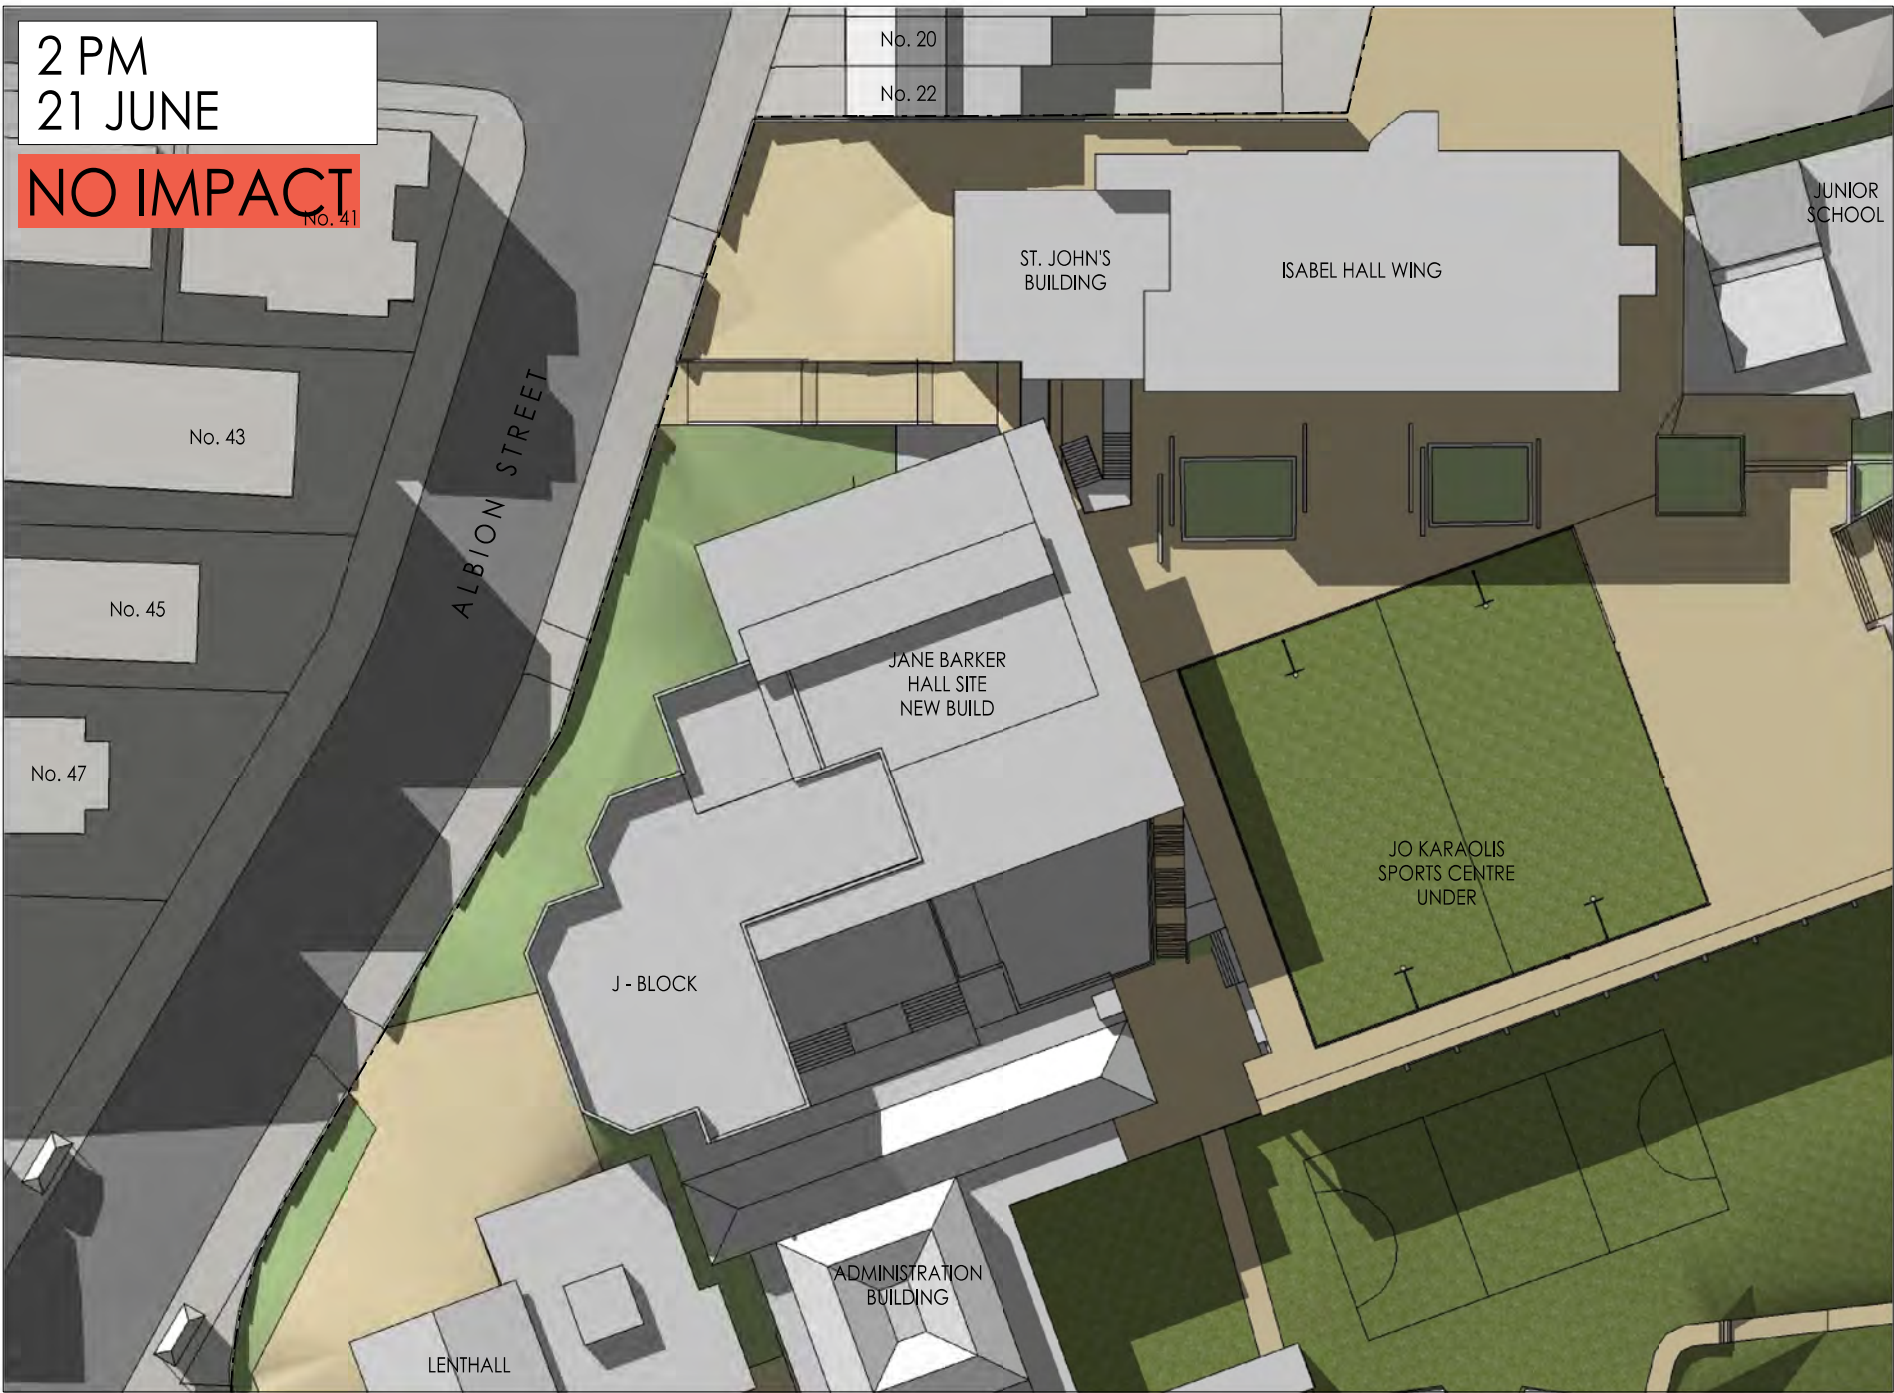 2 PM
21 JUNE
NO IMPACT
No. 41
No. 20
No. 22
JUNIOR
SCHOOL
ST. JOHN'S
BUILDING
ISABEL HALL WING
No. 43
ALBION STREET
No. 45
JANE BARKER
HALL SITE
NEW BUILD
No. 47
JO KARAOLIS
SPORTS CENTRE
UNDER
J - BLOCK
ADMINISTRATION
BUILDING
LENTHALL